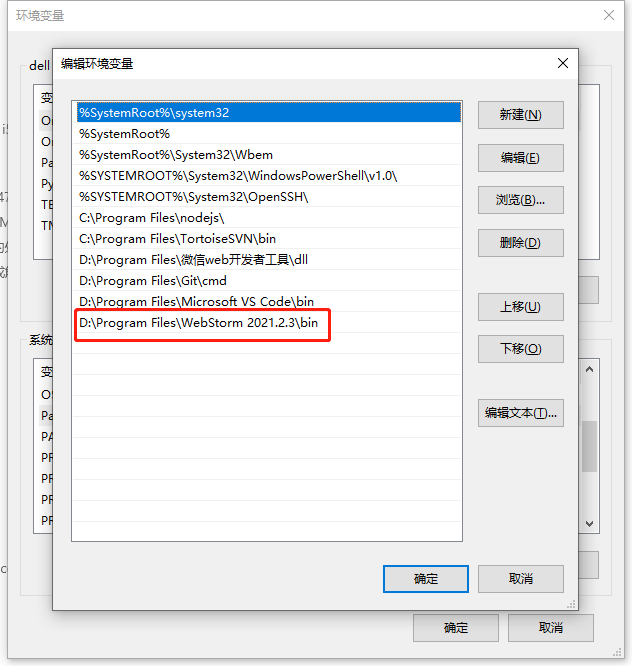 环境变量
编辑环境变量
dell
%SystemRoot%\system32
%SystemRoot%
%SystemRoot%\System32\Wbem
%SYSTEMROOT%\System32\WindowsPowerShell\v1.0\
%SYSTEMROOT%\System32\OpenSSH\
C:\Program Files\nodejs\
C:\Program Files\TortoiseSVN\bin
D:\Program Files\微信web开发者工具\dll
D:\Program Files\Git\cmd
D:\Program Files\Microsoft VS Code\bin
D:\Program Files\WebStorm 2021.2.3\bin
新建(N)
编辑(E)
浏览(B)...
删除(D)
上移(U)
下移(O)
编辑文本(T)...
变
On
On
Pa
Py
TE
TM
系统
变
OS
Pa
PA
PR
PR
PR
PR
确定
取消
确定
取消